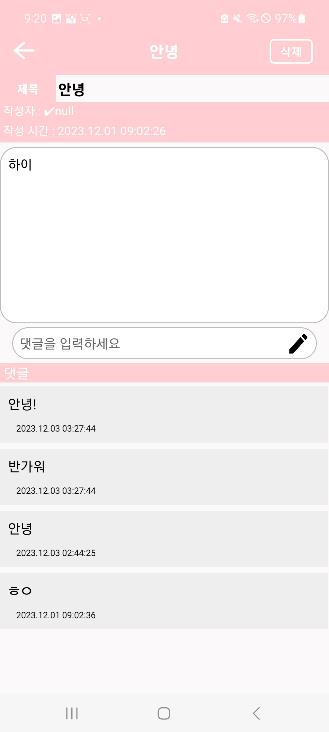 9:20
97%
안녕
삭제
제목 안녕
작성자 : ✔null
작성 시간 : 2023.12.01 09:02:26
하이
댓글을 입력하세요
댓글
안녕!
2023.12.03 03:27:44
반가워
2023.12.03 03:27:44
안녕
2023.12.03 02:44:25
ㅎㅇ
2023.12.01 09:02:36